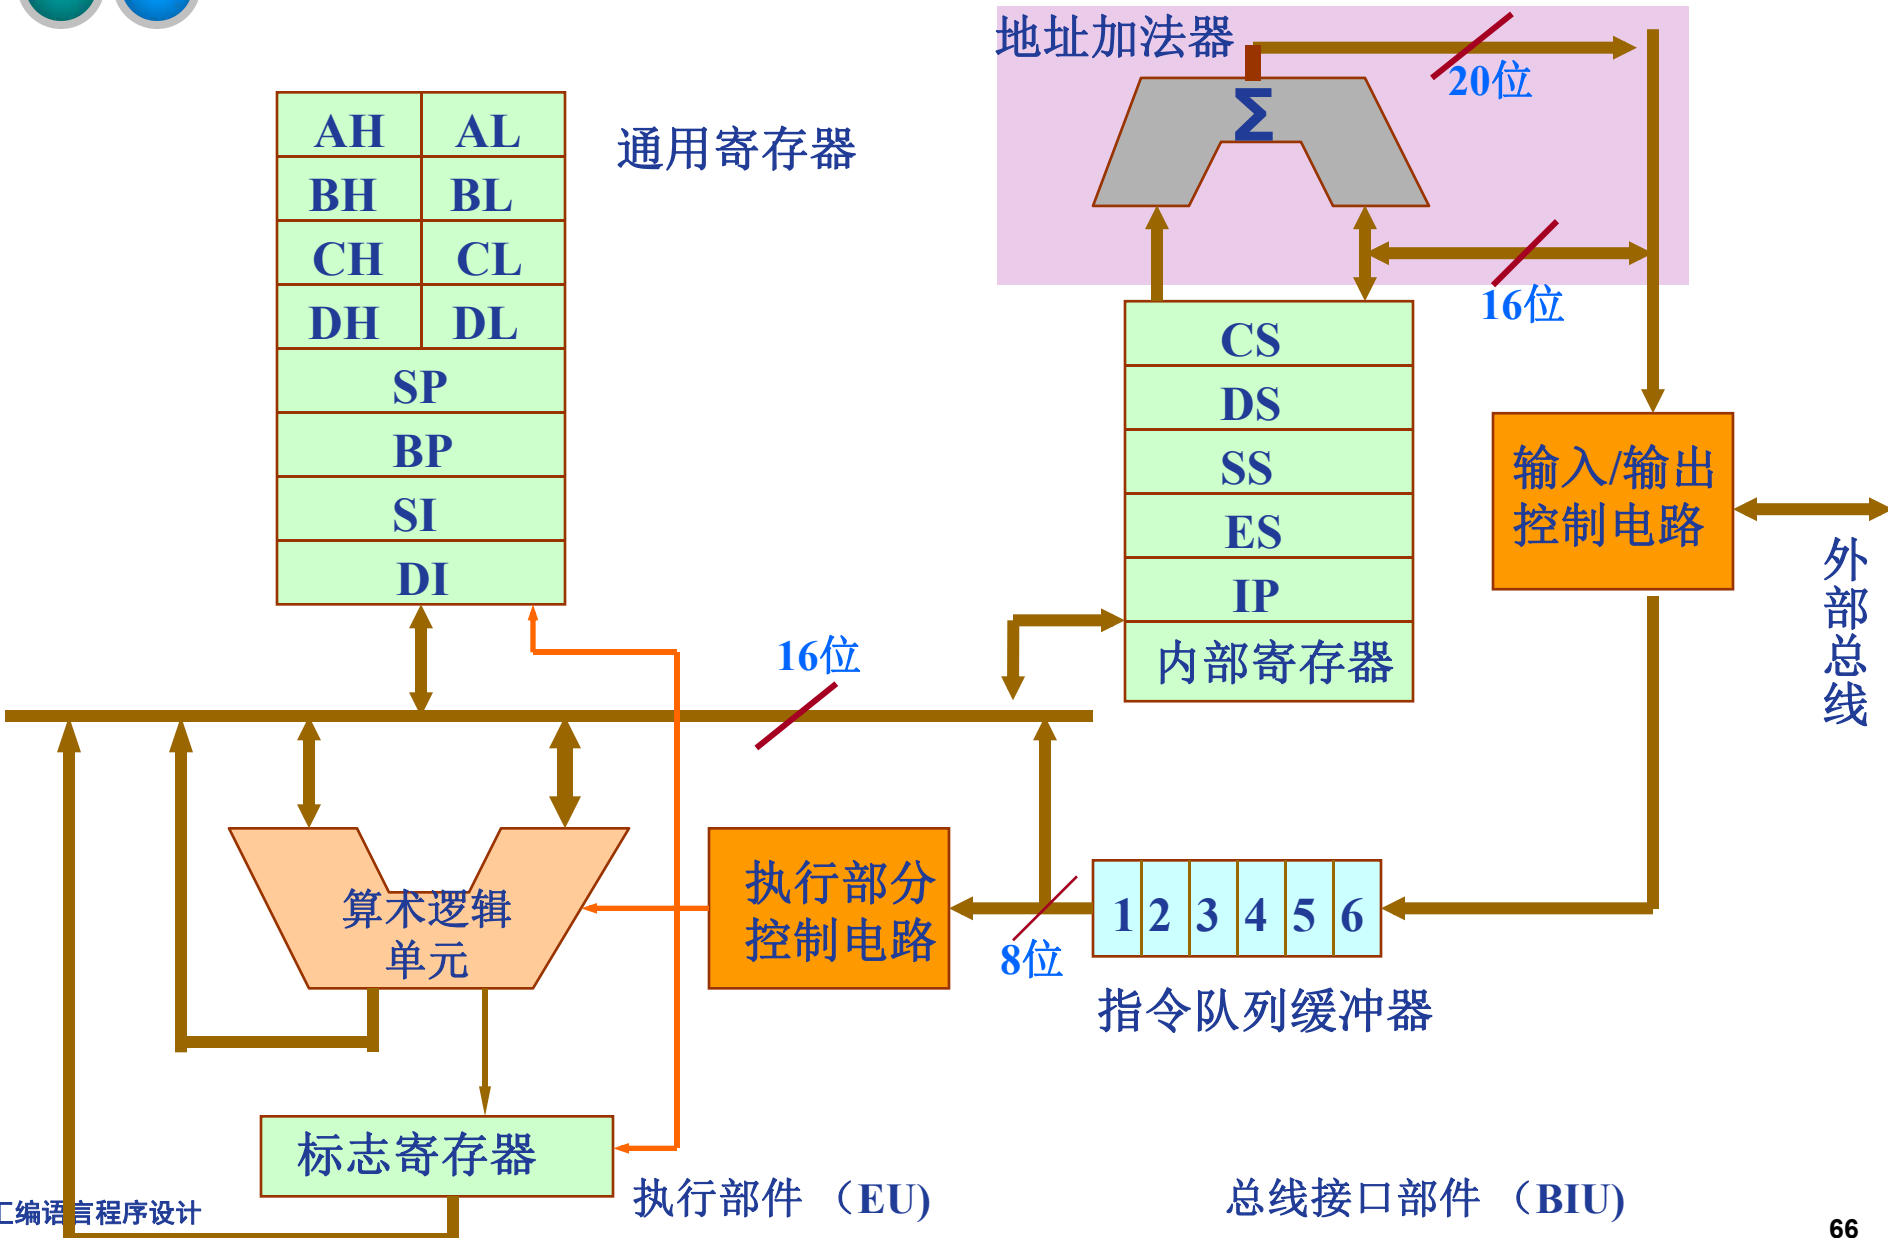 地址加法器
20位
Σ
AH AL
通用寄存器
BH BL
CH CL
DH DL
16位
SP
BP
SI
DI
CS
DS
SS
ES
IP
内部寄存器
输入/输出
控制电路
外部总线
16位
算术逻辑
单元
执行部分
控制电路
1 2 3 4 5 6
8位
指令队列缓冲器
标志寄存器
执行部件 （EU)
总线接口部件 （BIU)
汇编语言程序设计
66